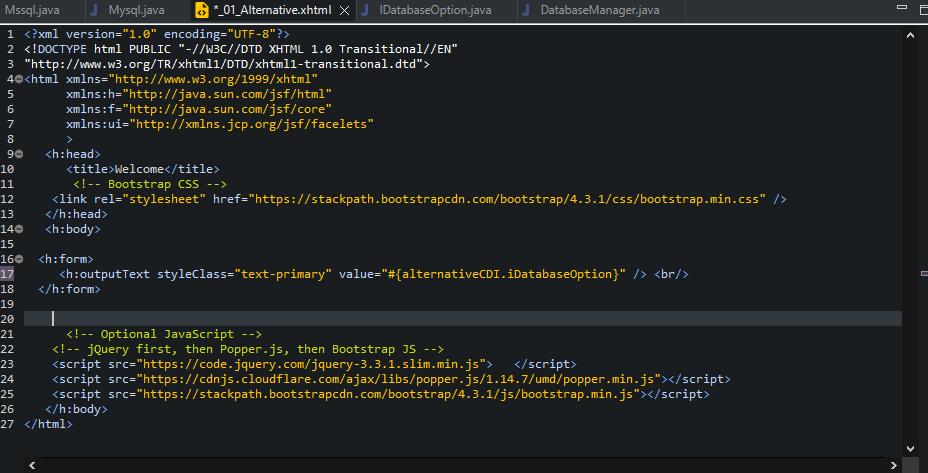 Mssql.java Mysql.java *_01_Alternative.xhtml IDatabaseOption.java DatabaseManager.java
1 <?xml version="1.0" encoding="UTF-8"?>
2 <!DOCTYPE html PUBLIC "-//W3C//DTD XHTML 1.0 Transitional//EN"
3 "http://www.w3.org/TR/xhtml1/DTD/xhtml1-transitional.dtd">
4 <html xmlns="http://www.w3.org/1999/xhtml"
5 xmlns:h="http://java.sun.com/jsf/html"
6 xmlns:f="http://java.sun.com/jsf/core"
7 xmlns:ui="http://xmlns.jcp.org/jsf/facelets"
8 >
9 <h:head>
10 <title>Welcome</title>
11 <!-- Bootstrap CSS -->
12 <link rel="stylesheet" href="https://stackpath.bootstrapcdn.com/bootstrap/4.3.1/css/bootstrap.min.css" />
13 </h:head>
14 <h:body>
15
16 <h:form>
17 <h:outputText styleClass="text-primary" value="#{alternativeCDI.iDatabaseOption}" /> <br/>
18 </h:form>
19
20
21 <!-- Optional JavaScript -->
22 <!-- jQuery first, then Popper.js, then Bootstrap JS -->
23 <script src="https://code.jquery.com/jquery-3.3.1.slim.min.js"> </script>
24 <script src="https://cdnjs.cloudflare.com/ajax/libs/popper.js/1.14.7/umd/popper.min.js"></script>
25 <script src="https://stackpath.bootstrapcdn.com/bootstrap/4.3.1/js/bootstrap.min.js"></script>
26 </h:body>
27 </html>